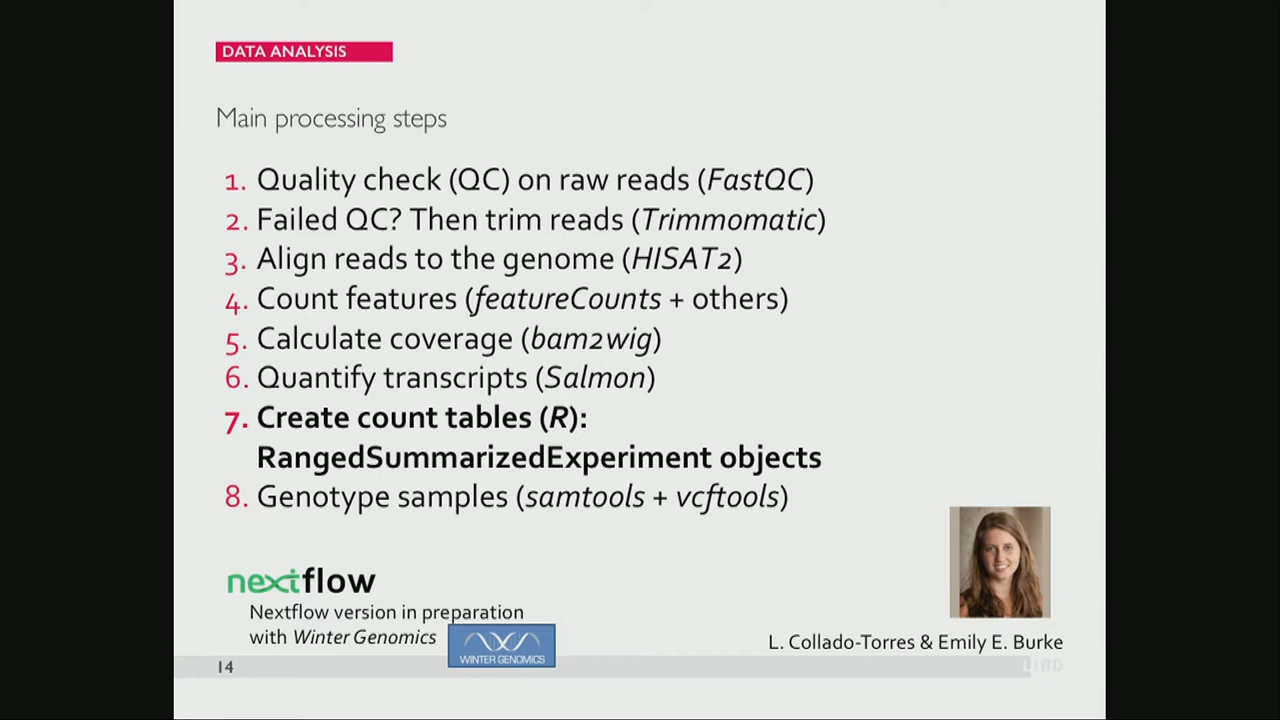 DATA ANALYSIS
Main processing steps
1. Quality check (QC) on raw reads (FastQC)
2. Failed QC? Then trim reads (Trimmomatic)
3. Align reads to the genome (HISAT2)
4. Count features (featureCounts + others)
5. Calculate coverage (bam2wig)
6. Quantify transcripts (Salmon)
7. Create count tables (R):
RangedSummarizedExperiment objects
8. Genotype samples (samtools + vcftools)
nextflow
Nextflow version in preparation
with Winter Genomics
WINTER GENOMICS
L. Collado-Torres & Emily E. Burke
14
LIBD